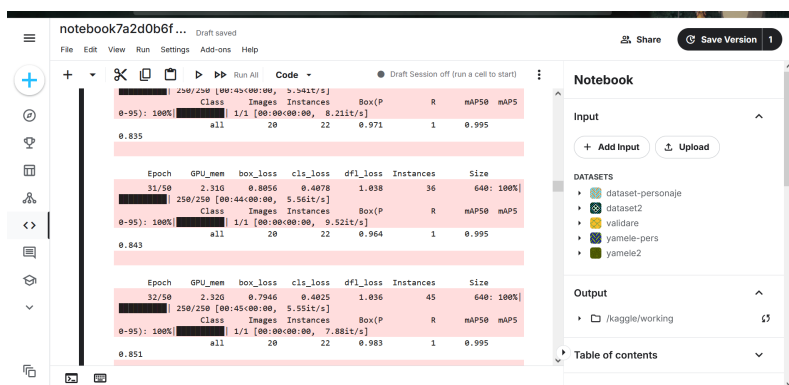 notebook7a2d0b6f ... Draft saved
File Edit View Run Settings Add-ons Help
Share
Save Version 1
Run All Code Draft Session off (run a cell to start)
250/250 [00:45<00:00, 5.541t/s]
Class Images Instances Box(P R mAP50 mAP5
0-95): 100%| 1/1 [00:00<00:00, 8.21it/s]
all 20 22 0.971 1 0.995
0.835
Epoch GPU_mem box_loss cls_loss dfl_loss Instances Size
31/50 2.31G 0.8056 0.4078 1.038 36 640: 100%|
| 250/250 [00:44<00:00, 5.56it/s]
Class Images Instances Box(P R mAP50 mAP5
0-95): 100%| 1/1 [00:00<00:00, 9.52it/s]
all 20 22 0.964 1 0.995
0.843
Epoch GPU_mem box_loss cls_loss dfl_loss Instances Size
32/50 2.32G 0.7946 0.4025 1.036 45 640: 100%|
| 250/250 [00:45<00:00, 5.55it/s]
Class Images Instances Box(P R mAP50 mAP5
0-95): 100%| 1/1 [00:00<00:00, 7.88it/s]
all 20 22 0.983 1 0.995
0.851
Notebook
Input
+ Add Input
Upload
DATASETS
dataset-personaje
dataset2
validare
yamele-pers
yamele2
Output
/kaggle/working
Table of contents